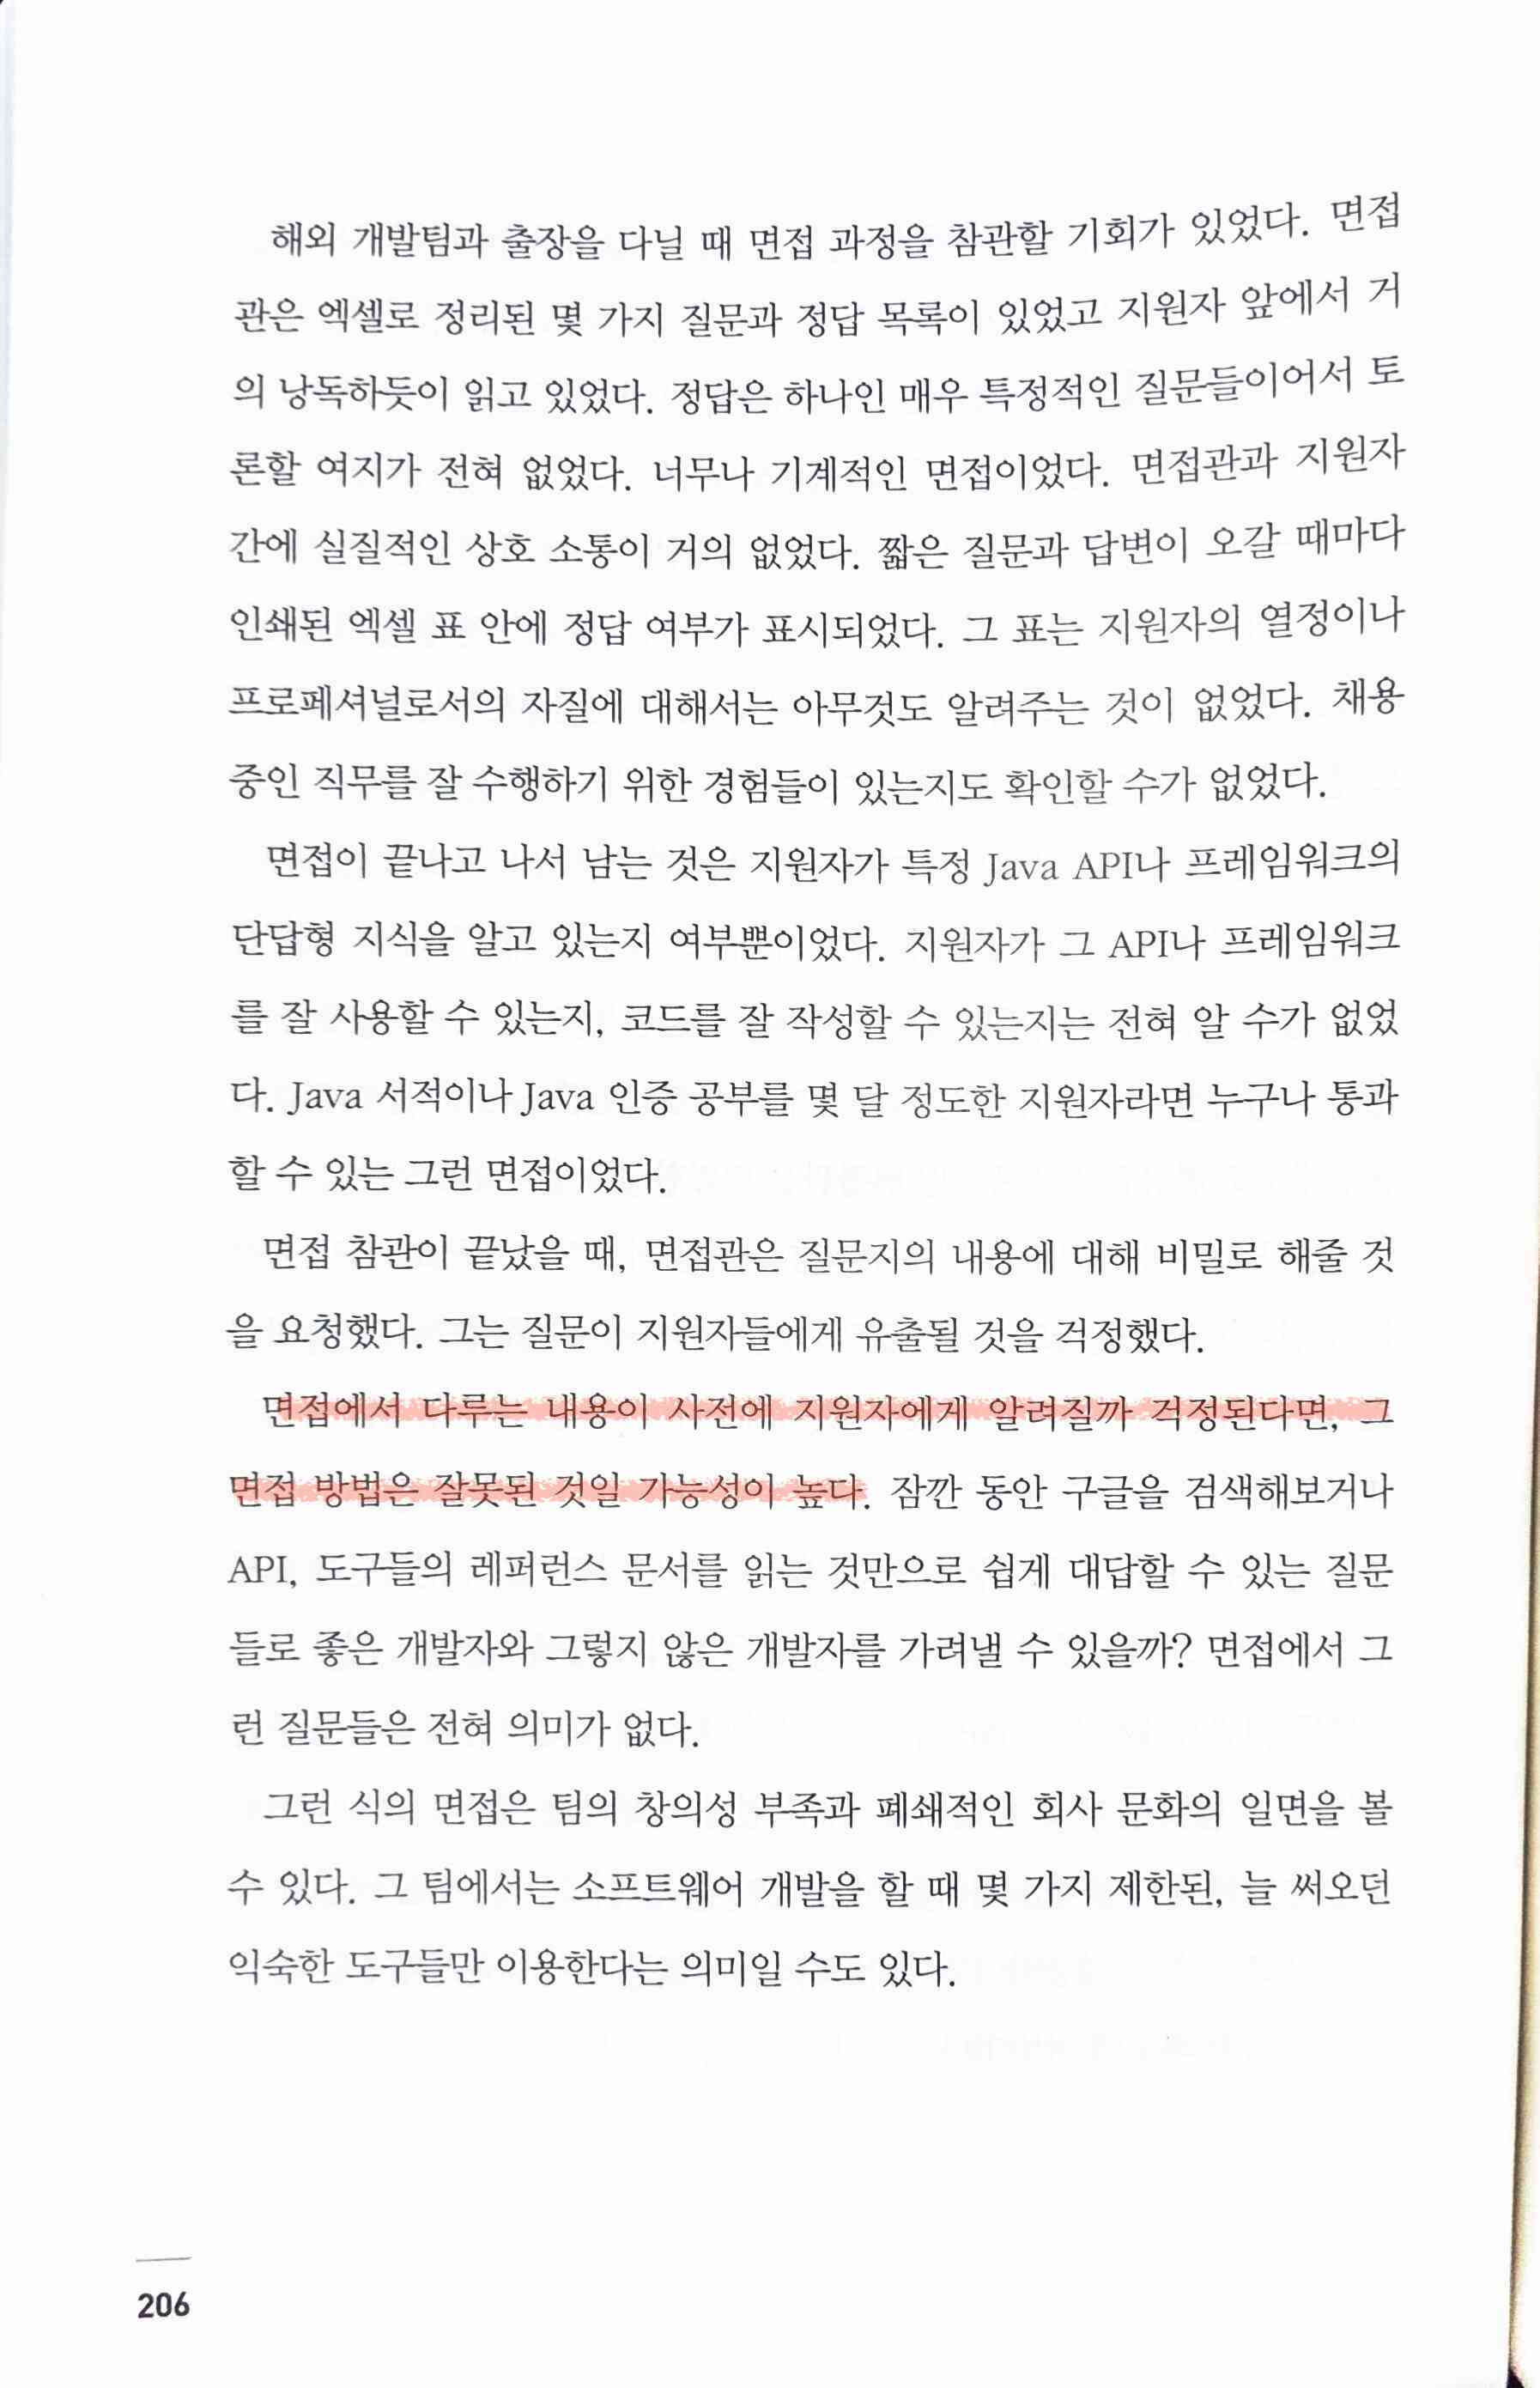 해외 개발팀과 출장을 다닐 때 면접 과정을 참관할 기회가 있었다. 면접
관은 엑셀로 정리된 몇 가지 질문과 정답 목록이 있었고 지원자 앞에서 거
의 낭독하듯이 읽고 있었다. 정답은 하나인 매우 특정적인 질문들이어서 토
론할 여지가 전혀 없었다. 너무나 기계적인 면접이었다. 면접관과 지원자
간에 실질적인 상호 소통이 거의 없었다. 짧은 질문과 답변이 오갈 때마다
인쇄된 엑셀 표 안에 정답 여부가 표시되었다. 그 표는 지원자의 열정이나
프로페셔널로서의 자질에 대해서는 아무것도 알려주는 것이 없었다. 채용
중인 직무를 잘 수행하기 위한 경험들이 있는지도 확인할 수가 없었다.
면접이 끝나고 나서 남는 것은 지원자가 특정 Java API나 프레임워크의
단답형 지식을 알고 있는지 여부뿐이었다. 지원자가 그 API나 프레임워크
를 잘 사용할 수 있는지, 코드를 잘 작성할 수 있는지는 전혀 알 수가 없었
다. Java 서적이나 Java 인증 공부를 몇 달 정도한 지원자라면 누구나 통과
할 수 있는 그런 면접이었다.
면접 참관이 끝났을 때, 면접관은 질문지의 내용에 대해 비밀로 해줄 것
을 요청했다. 그는 질문이 지원자들에게 유출될 것을 걱정했다.
면접에서 다루는 내용이 사전에 지원자에게 알려질까 걱정된다면, 그
면접 방법은 잘못된 것일 가능성이 높다. 잠깐 동안 구글을 검색해보거나
API, 도구들의 레퍼런스 문서를 읽는 것만으로 쉽게 대답할 수 있는 질문
들로 좋은 개발자와 그렇지 않은 개발자를 가려낼 수 있을까? 면접에서 그
런 질문들은 전혀 의미가 없다.
그런 식의 면접은 팀의 창의성 부족과 폐쇄적인 회사 문화의 일면을 볼
수 있다. 그 팀에서는 소프트웨어 개발을 할 때 몇 가지 제한된, 늘 써오던
익숙한 도구들만 이용한다는 의미일 수도 있다.
206